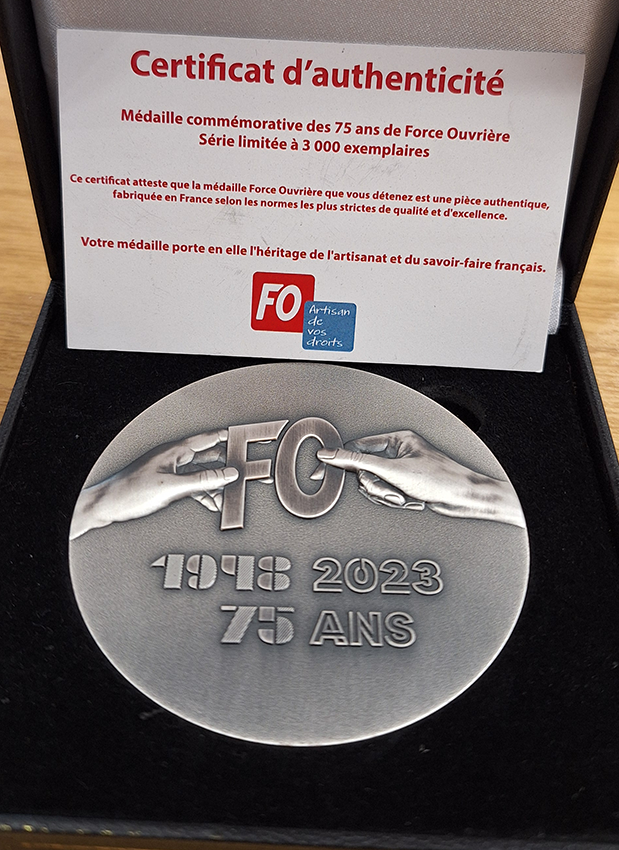 Certificat d'authenticité
Médaille commémorative des 75 ans de Force Ouvrière
Série limitée à 3 000 exemplaires
Ce certificat atteste que la médaille Force Ouvrière que vous détenez est une pièce authentique,
fabriquée en France selon les normes les plus strictes de qualité et d'excellence.
Votre médaille porte en elle l'héritage de l'artisanat et du savoir-faire français.
FO
Artisan
de
vos
droits
FO
1948 2023
75 ANS